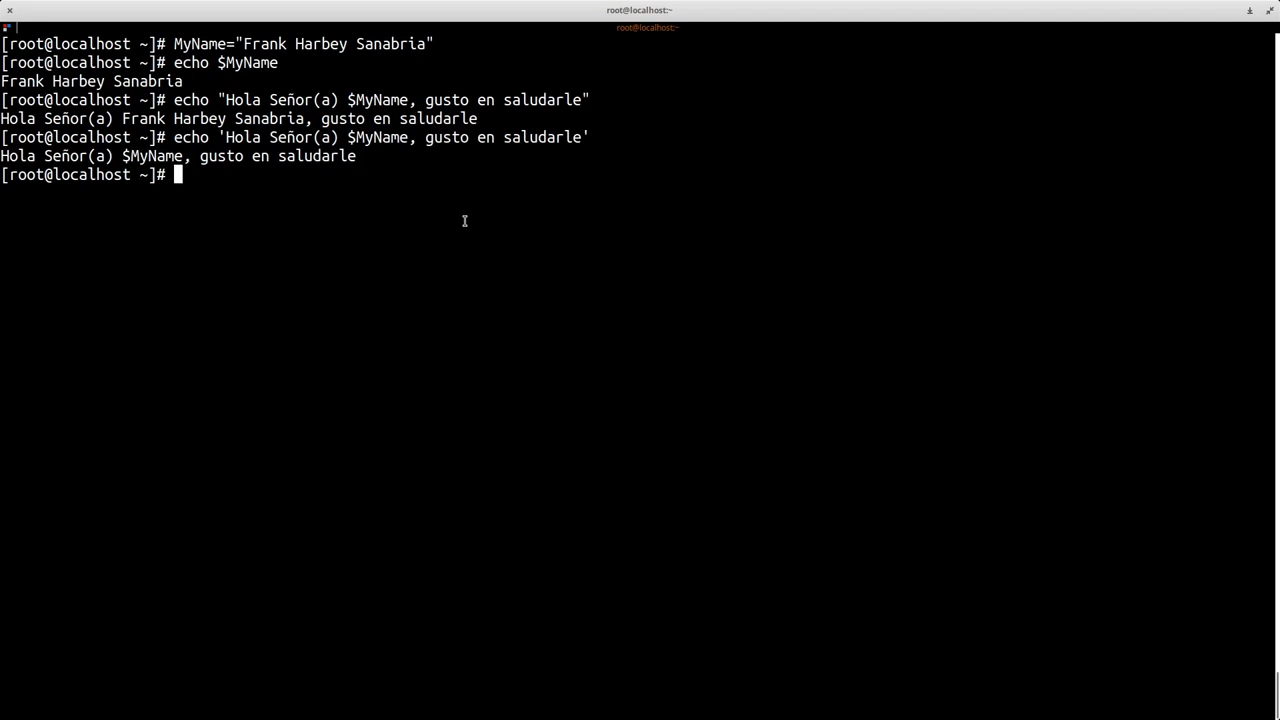 root@localhost:~
root@localhost:~
[root@localhost ~]# MyName="Frank Harbey Sanabria"
[root@localhost ~]# echo $MyName
Frank Harbey Sanabria
[root@localhost ~]# echo "Hola Señor(a) $MyName, gusto en saludarle"
Hola Señor(a) Frank Harbey Sanabria, gusto en saludarle
[root@localhost ~]# echo 'Hola Señor(a) $MyName, gusto en saludarle'
Hola Señor(a) $MyName, gusto en saludarle
[root@localhost ~]#